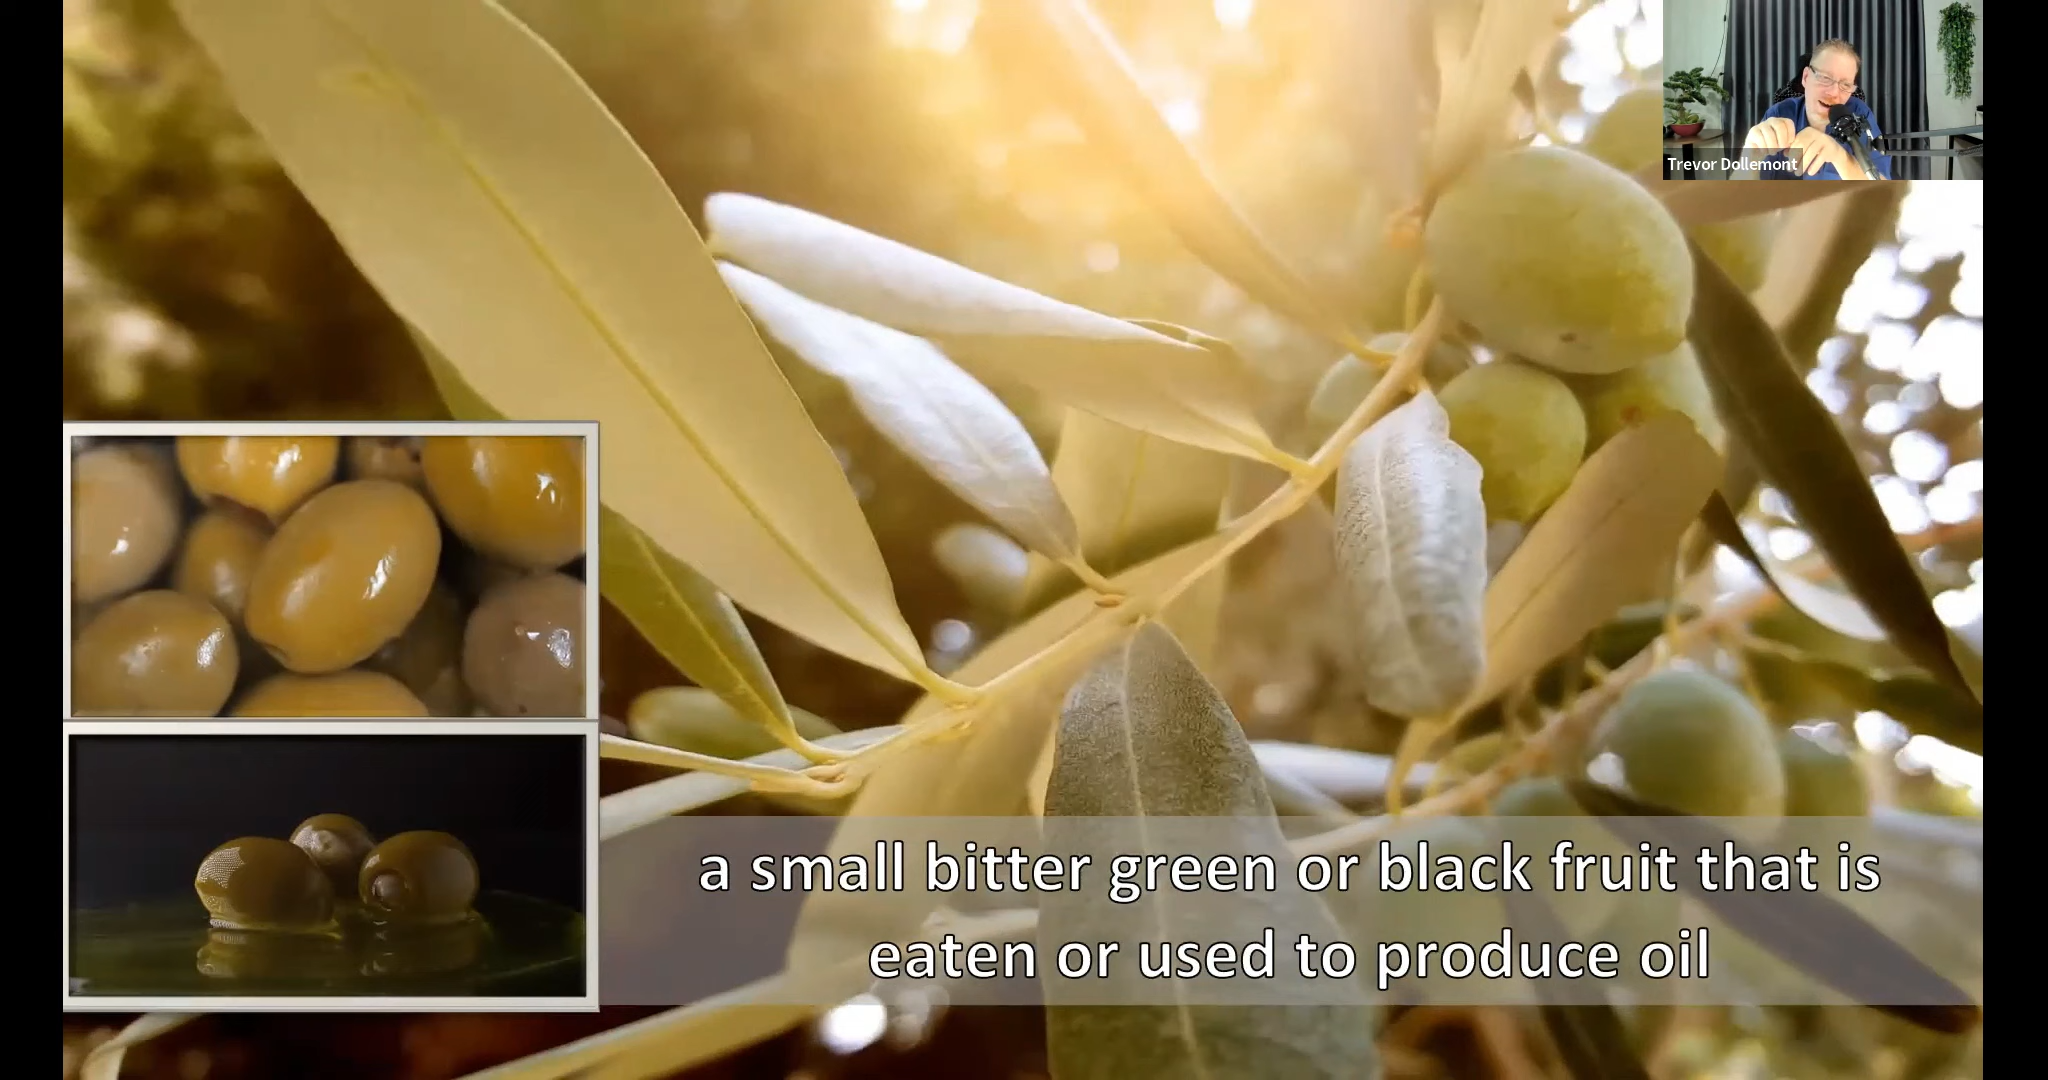 Trevor Dollemont
a small bitter green or black fruit that is
eaten or used to produce oil